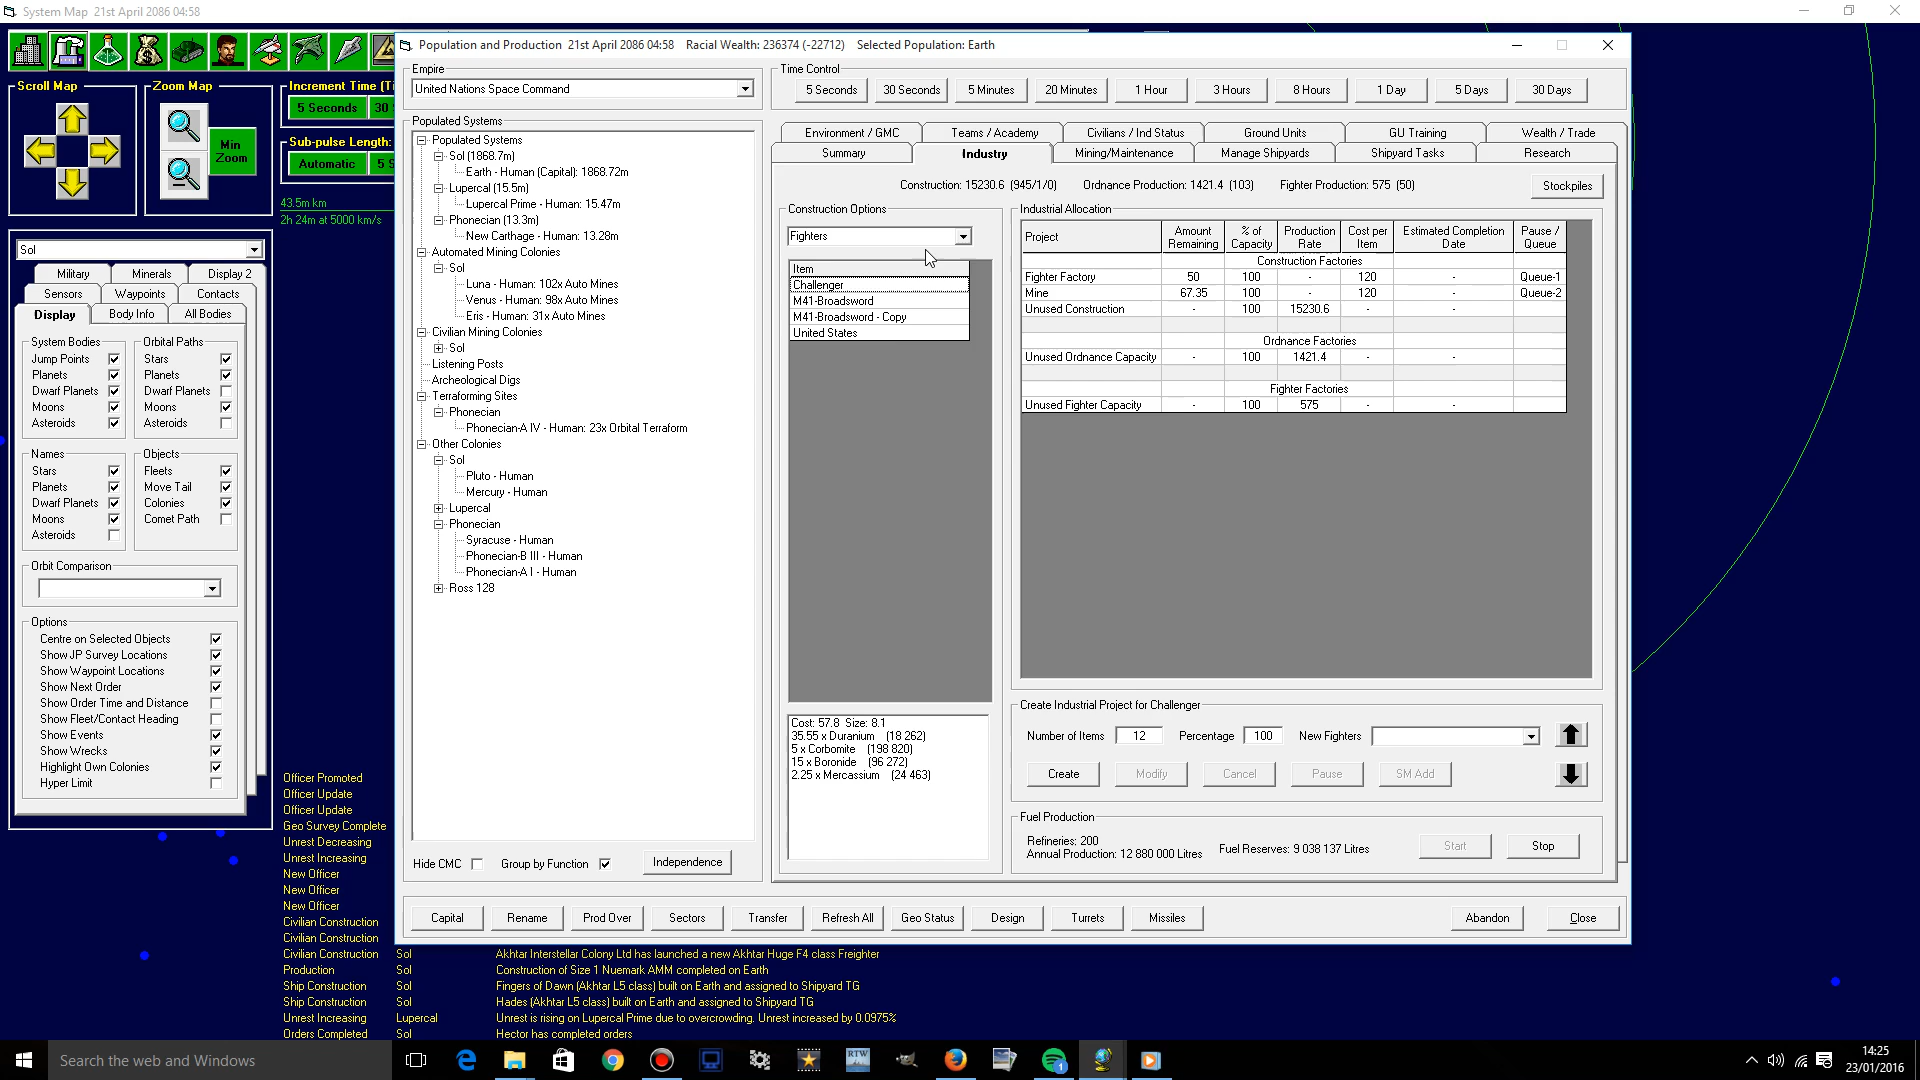 System Map  21st April 2086 04:58
Population and Production  21st April 2086 04:58  Racial Wealth: 236374 (-22712)  Selected Population: Earth
Scroll Map
Zoom Map
Min Zoom
Increment Time (Ti
5 Seconds
30
Sub-pulse Length:
Automatic
5 S
43.5m km
2h 24m at 5000 km/s
Sol
Military
Minerals
Display 2
Sensors
Waypoints
Contacts
Display
Body Info
All Bodies
System Bodies
Jump Points
Planets
Dwarf Planets
Moons
Asteroids
Orbital Paths
Stars
Planets
Dwarf Planets
Moons
Asteroids
Names
Stars
Planets
Dwarf Planets
Moons
Asteroids
Objects
Fleets
Move Tail
Colonies
Comet Path
Orbit Comparison
Options
Centre on Selected Objects
Show JP Survey Locations
Show Waypoint Locations
Show Next Order
Show Order Time and Distance
Show Fleet/Contact Heading
Show Events
Show Wrecks
Highlight Own Colonies
Hyper Limit
Empire
United Nations Space Command
Populated Systems
Populated Systems
Sol (1868.7m)
Earth - Human (Capital): 1868.72m
Lupercal (15.5m)
Lupercal Prime - Human: 15.47m
Phonecian (13.3m)
New Carthage - Human: 13.28m
Automated Mining Colonies
Sol
Luna - Human: 102x Auto Mines
Venus - Human: 98x Auto Mines
Eris - Human: 31x Auto Mines
Civilian Mining Colonies
Sol
Listening Posts
Archeological Digs
Terraforming Sites
Phonecian
Phonecian-A IV - Human: 23x Orbital Terraform
Other Colonies
Sol
Pluto - Human
Mercury - Human
Lupercal
Phonecian
Syracuse - Human
Phonecian-B III - Human
Phonecian-A I - Human
Ross 128
Hide CMC
Group by Function
Independence
Time Control
5 Seconds
30 Seconds
5 Minutes
20 Minutes
1 Hour
3 Hours
8 Hours
1 Day
5 Days
30 Days
Environment / GMC
Teams / Academy
Civilians / Ind Status
Ground Units
GU Training
Wealth / Trade
Summary
Industry
Mining/Maintenance
Manage Shipyards
Shipyard Tasks
Research
Construction: 15230.6  (945/1/0)
Ordnance Production: 1421.4  (103)
Fighter Production: 575  (50)
Stockpiles
Construction Options
Fighters
Item
Challenger
M41-Broadsword
M41-Broadsword - Copy
United States
Cost: 57.8  Size: 8.1
35.55 x Duranium   (18 262)
5 x Corbomite   (198 820)
15 x Boronide   (96 272)
2.25 x Mercassium   (24 463)
Industrial Allocation
Project  Amount Remaining  % of Capacity  Production Rate  Cost per Item  Estimated Completion Date  Pause / Queue
Construction Factories
Fighter Factory  50  100  -  120  -  Queue-1
Mine  67.35  100  -  120  -  Queue-2
Unused Construction  -  100  15230.6  -  -
Ordnance Factories
Unused Ordnance Capacity  -  100  1421.4  -  -
Fighter Factories
Unused Fighter Capacity  -  100  575  -  -
Create Industrial Project for Challenger
Number of Items  12  Percentage  100  New Fighters
Create
Modify
Cancel
Pause
SM Add
Fuel Production
Refineries: 200
Annual Production: 12 880 000 Litres
Fuel Reserves: 9 038 137 Litres
Start
Stop
Capital
Rename
Prod Over
Sectors
Transfer
Refresh All
Geo Status
Design
Turrets
Missiles
Abandon
Close
Officer Promoted
Officer Update
Officer Update
Geo Survey Complete
Unrest Decreasing
Unrest Increasing
New Officer
New Officer
New Officer
Civilian Construction
Civilian Construction
Civilian Construction  Sol  Akhtar Interstellar Colony Ltd has launched a new Akhtar Huge F4 class Freighter
Production  Sol  Construction of Size 1 Nuemark AMM completed on Earth
Ship Construction  Sol  Fingers of Dawn (Akhtar L5 class) built on Earth and assigned to Shipyard TG
Ship Construction  Sol  Hades (Akhtar L5 class) built on Earth and assigned to Shipyard TG
Unrest Increasing  Lupercal  Unrest is rising on Lupercal Prime due to overcrowding. Unrest increased by 0.0975%
Orders Completed  Sol  Hector has completed orders
Search the web and Windows
RTW
1
14:25
23/01/2016